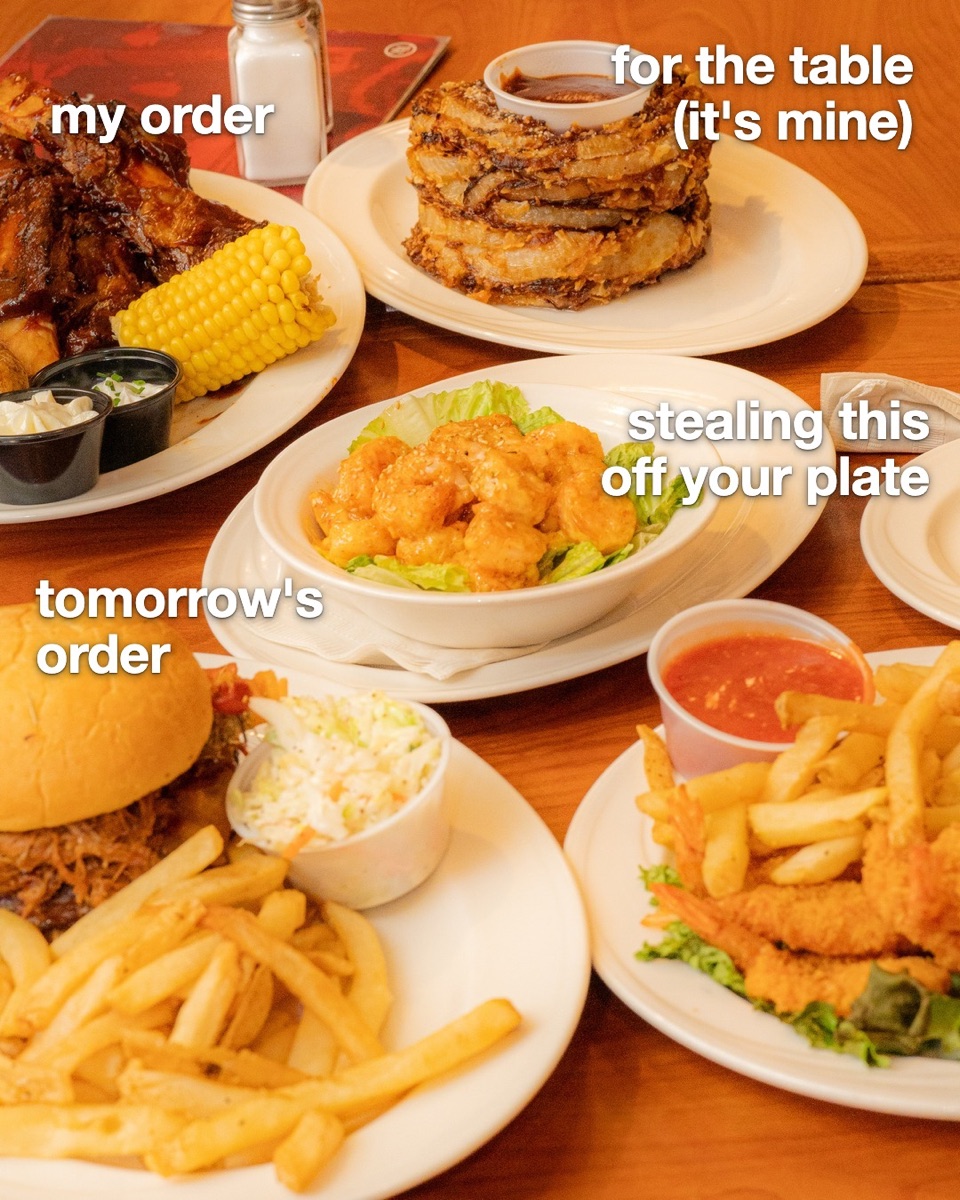 my order
for the table
(it's mine)
stealing this
off your plate
tomorrow's
order